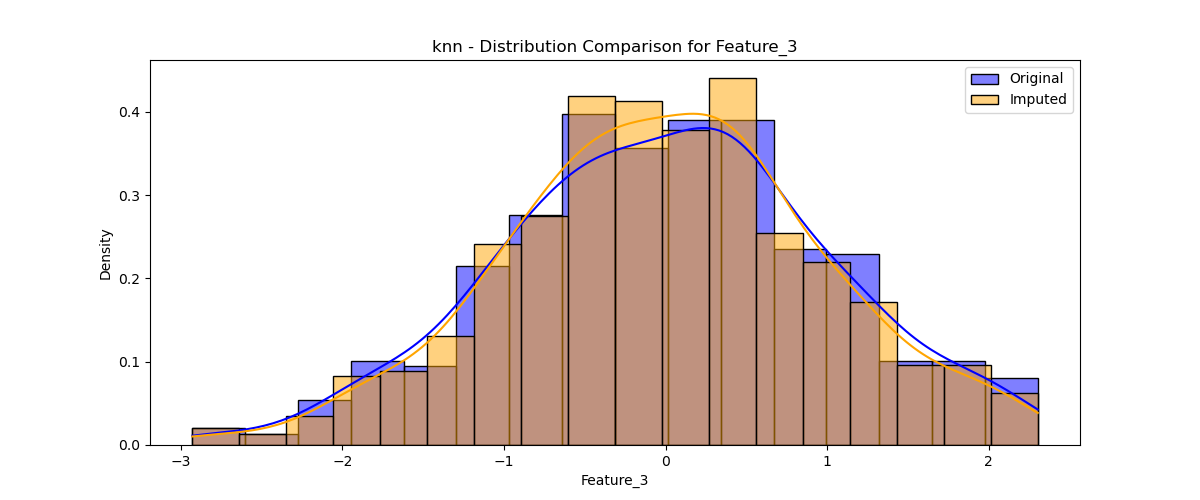 knn - Distribution Comparison for Feature_3
Original
Imputed
Density
0.4
0.3
0.2
0.1
0.0
−3
−2
−1
0
1
2
Feature_3